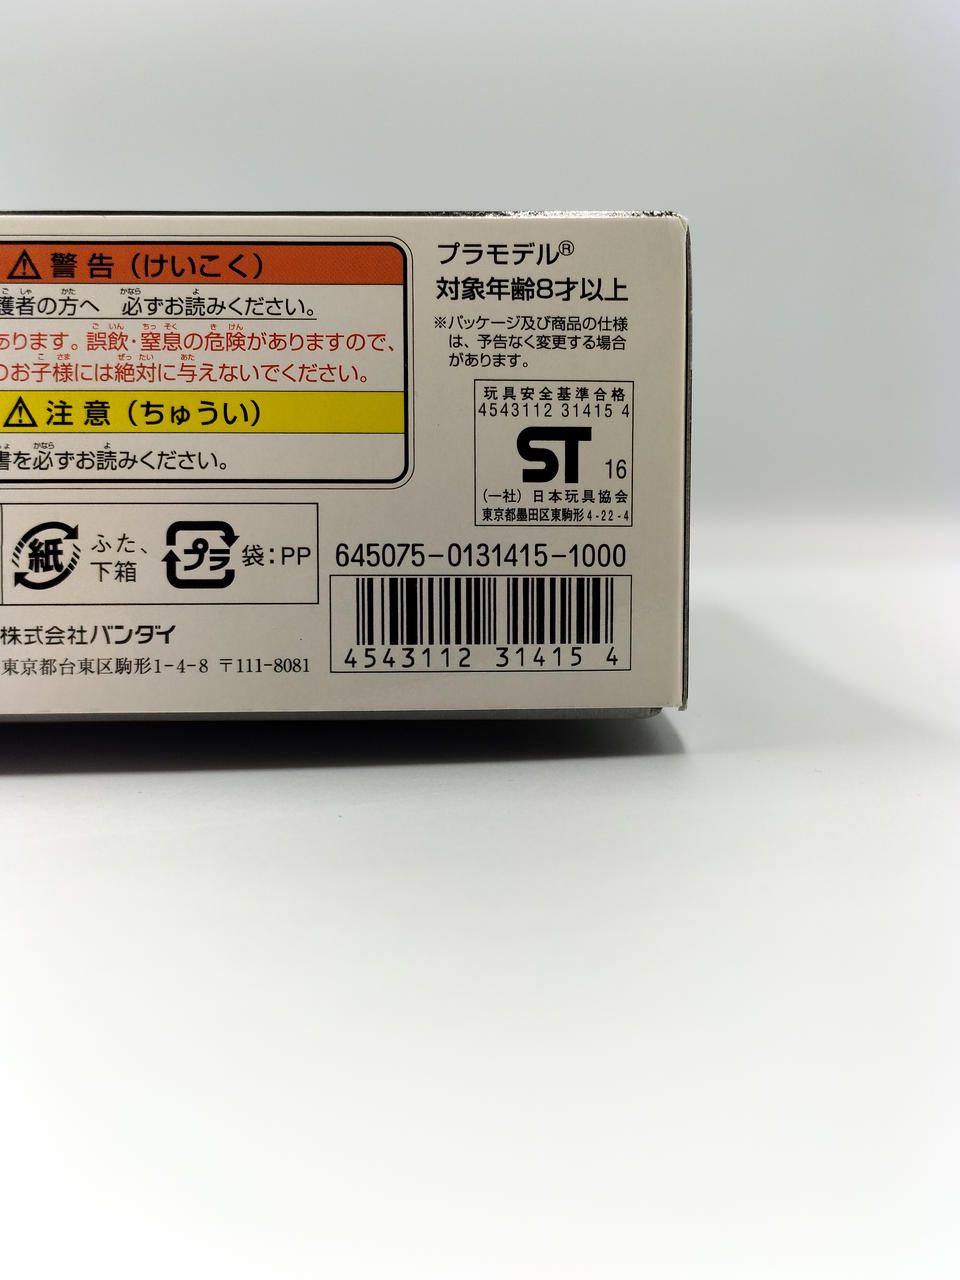 警告（けいこく）
護者の方へ　必ずお読みください。
あります。誤飲・窒息の危険がありますので、
のお子様には絶対に与えないでください。
注意（ちゅうい）
書を必ずお読みください。
プラモデル®
対象年齢8才以上
※パッケージ及び商品の仕様
は、予告なく変更する場合
があります。
玩具安全基準合格
4543112 31415 4
ST 16
（一社）日本玩具協会
東京都墨田区東駒形4-22-4
紙
ふた、
下箱
プラ
袋：PP
645075-0131415-1000
4543112 31415 4
株式会社バンダイ
東京都台東区駒形1-4-8 〒111-8081